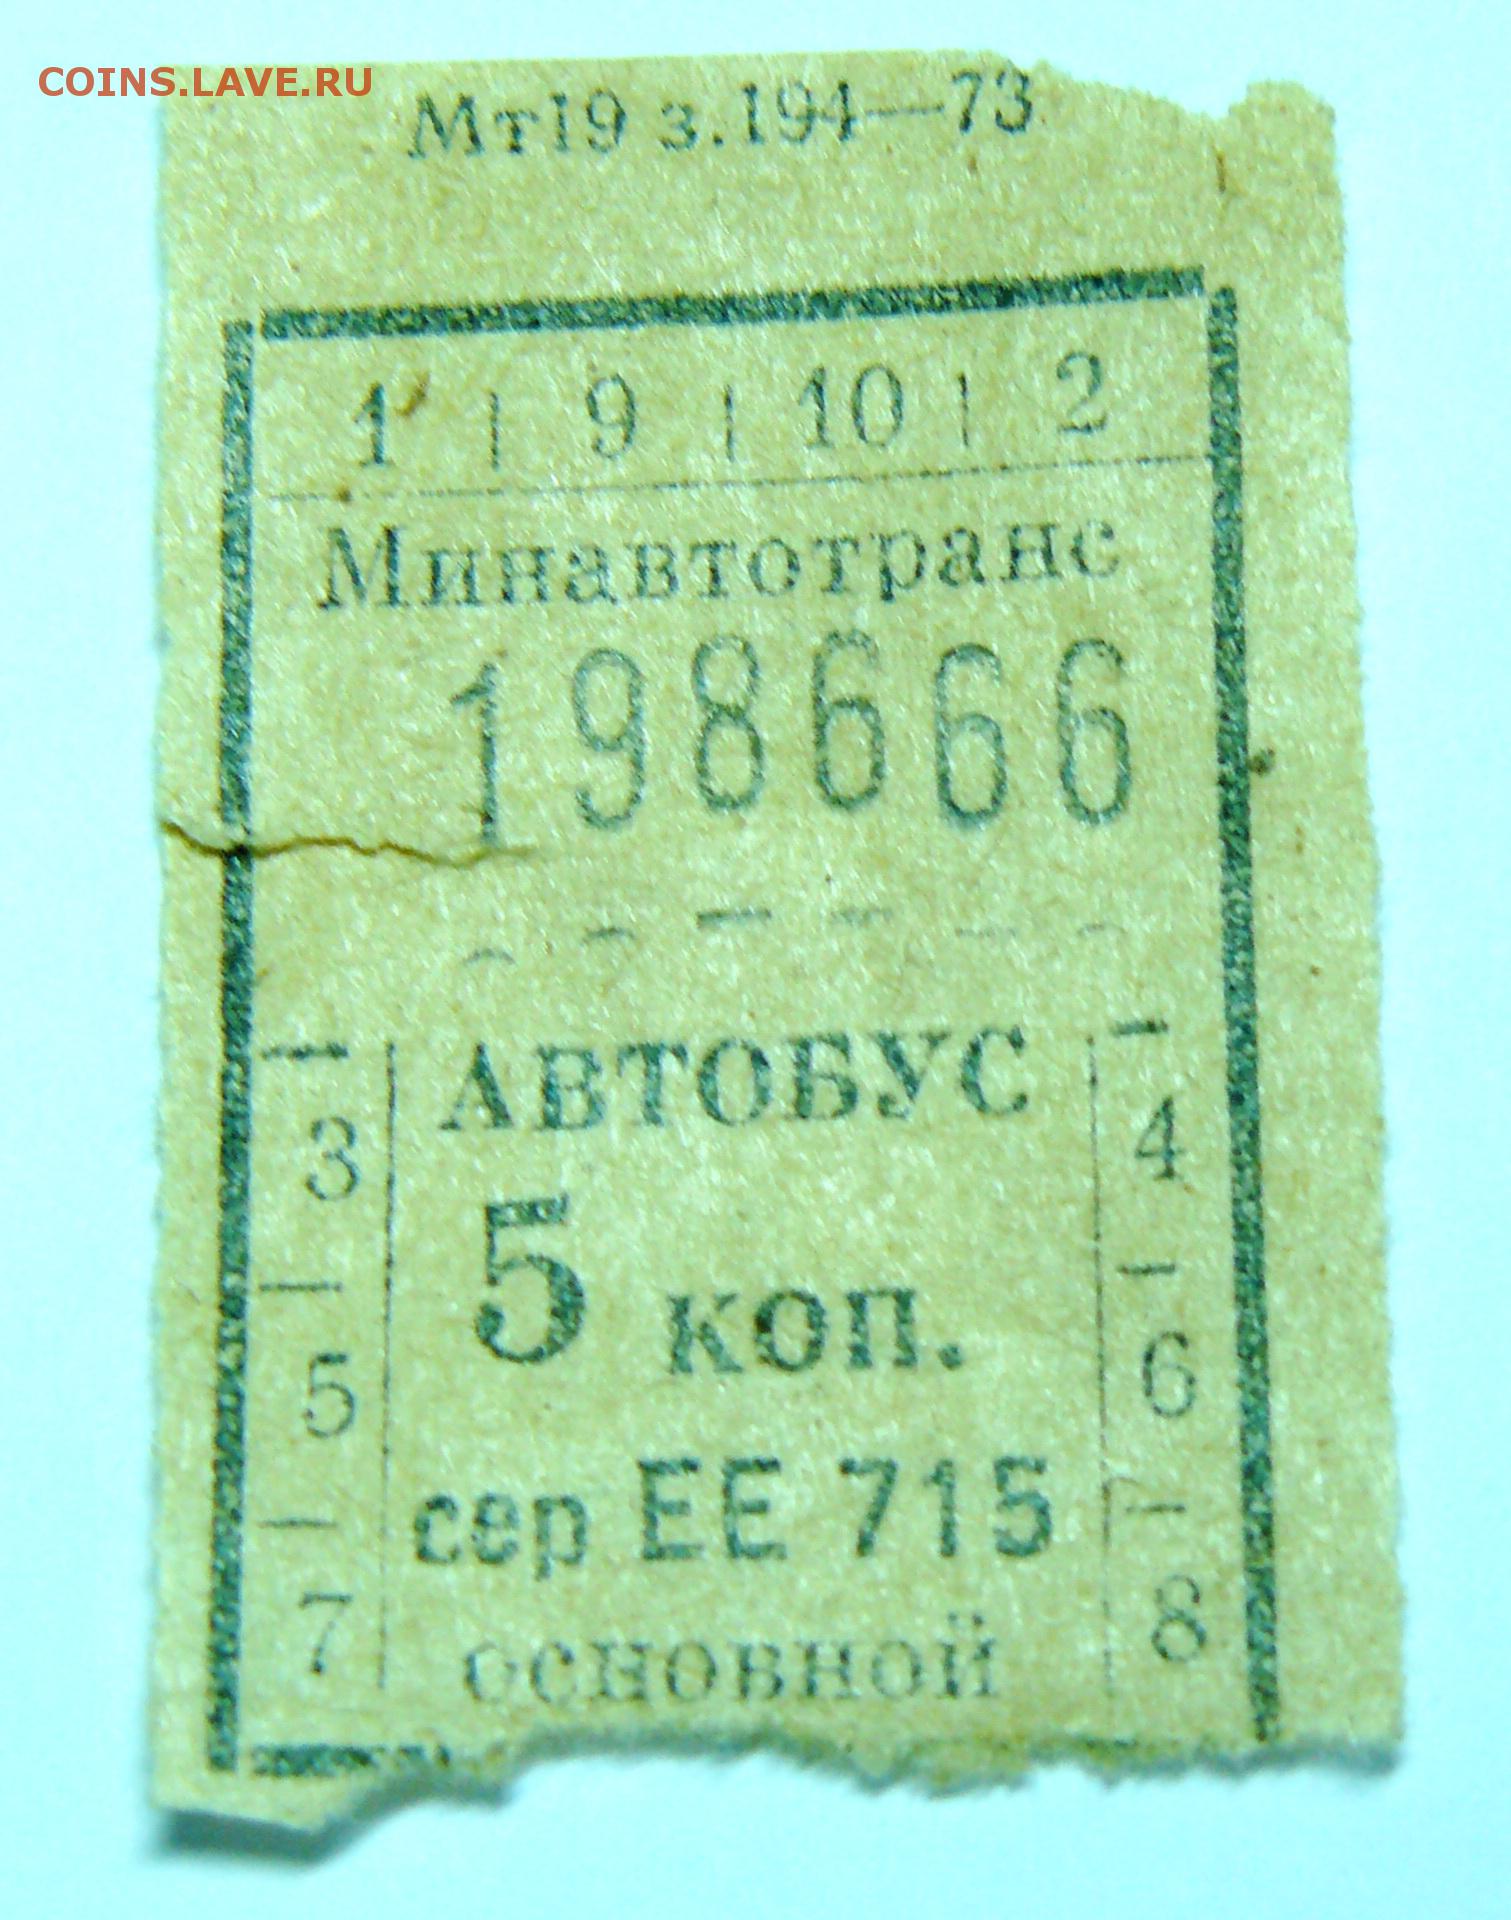 COINS.LAVE.RU
Мт19 з.194—73
1 | 9 | 10 | 2
Минавтотранс
198666
АВТОБУС
3 4
5 коп.
5 6
сер ЕЕ 715
7 8
основной